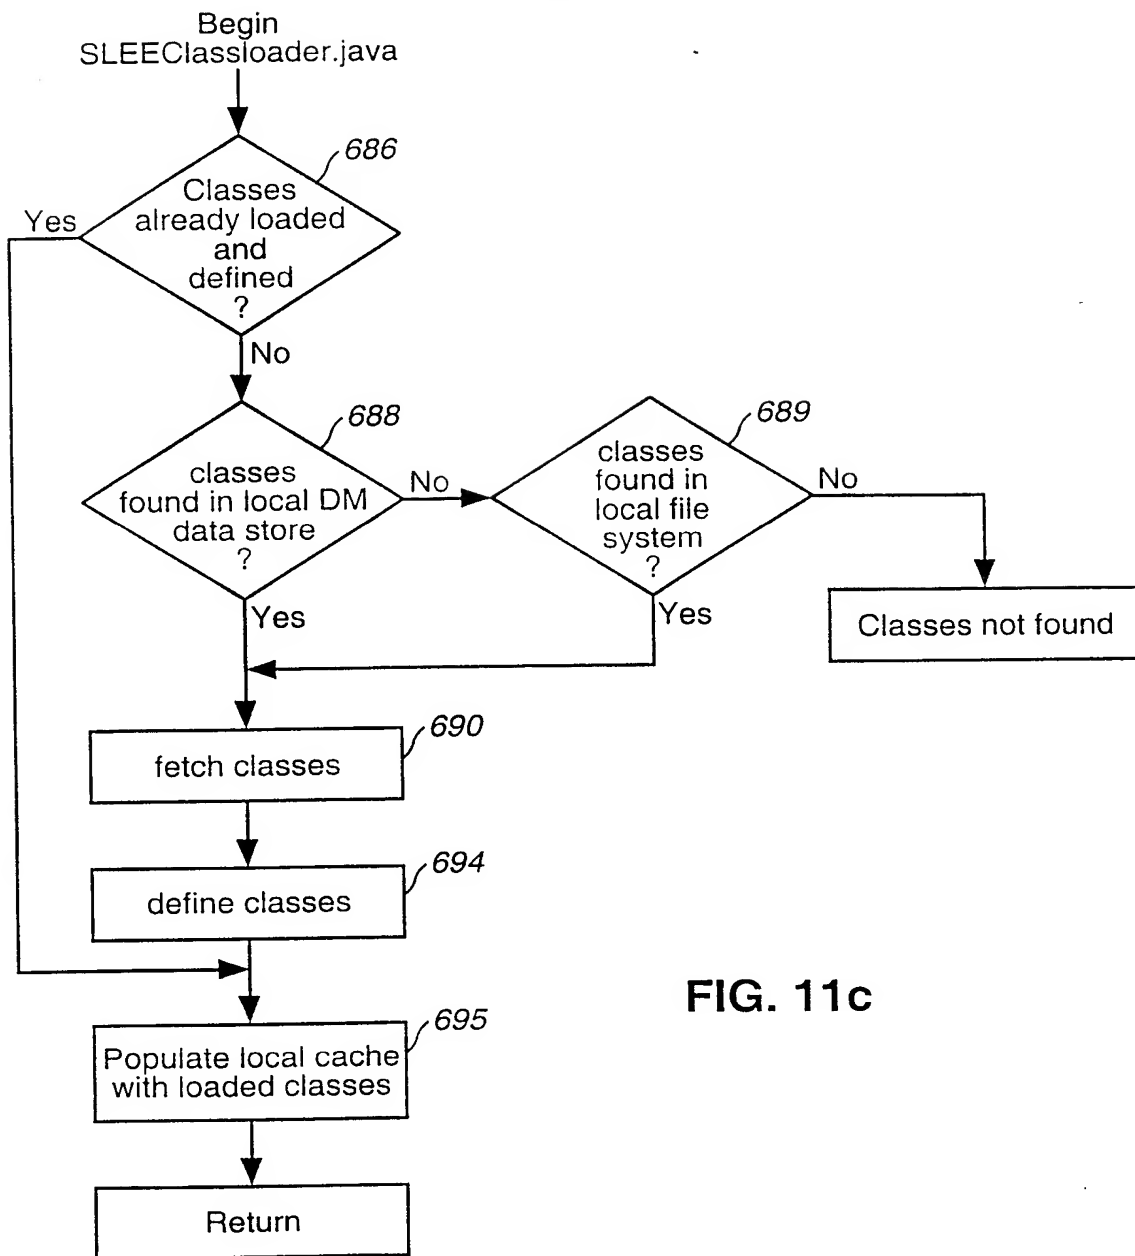 Begin
SLEEClassloader.java
686
Classes
already loaded
and
defined
?
Yes
No
688
classes
found in local DM
data store
?
No
Yes
689
classes
found in
local file
system
?
No
Yes
Classes not found
690
fetch classes
694
define classes
695
Populate local cache
with loaded classes
Return
FIG. 11c